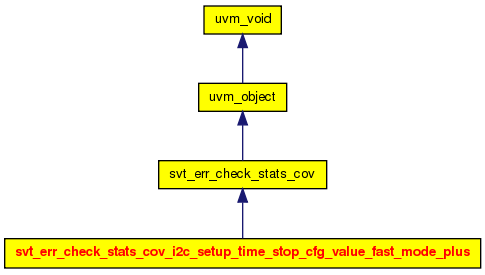 uvm_void
uvm_object
svt_err_check_stats_cov
svt_err_check_stats_cov_i2c_setup_time_stop_cfg_value_fast_mode_plus